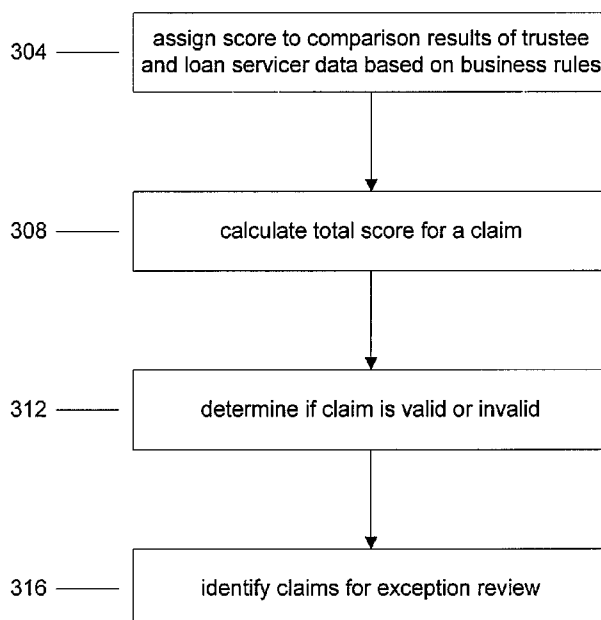 304
assign score to comparison results of trustee
and loan servicer data based on business rules
308
calculate total score for a claim
312
determine if claim is valid or invalid
316
identify claims for exception review